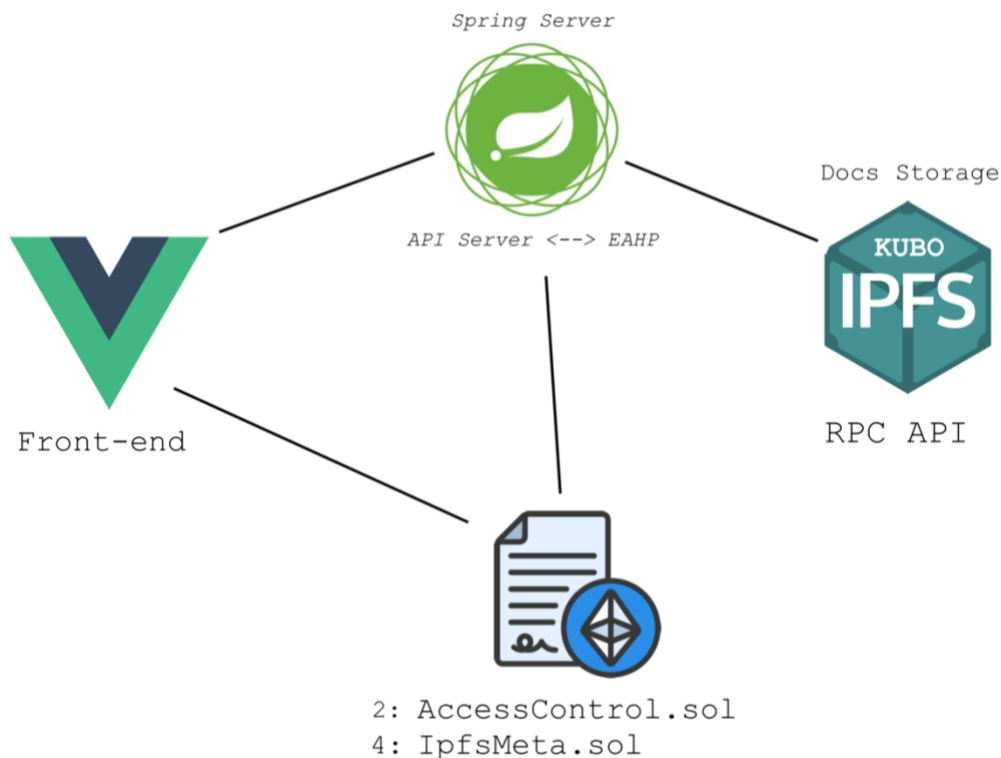 Spring Server
API Server <--> EAHP
Docs Storage
KUBO
IPFS
RPC API
Front-end
2: AccessControl.sol
4: IpfsMeta.sol